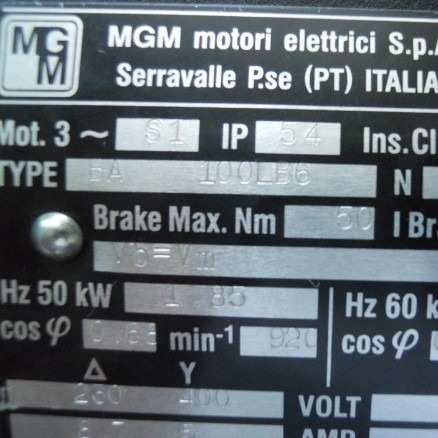 MGM
MGM motori elettrici S.p.A
Serravalle P.se (PT) ITALIA
Mot. 3 ~ S1 IP 54 Ins.Cl
TYPE BA 100LB6 N
Brake Max. Nm 50 I Bra
Vb=Vm
Hz 50 kW 1.85 Hz 60 k
cos φ min-1 920 cos φ
Δ Y
230 400 VOLT
AMP